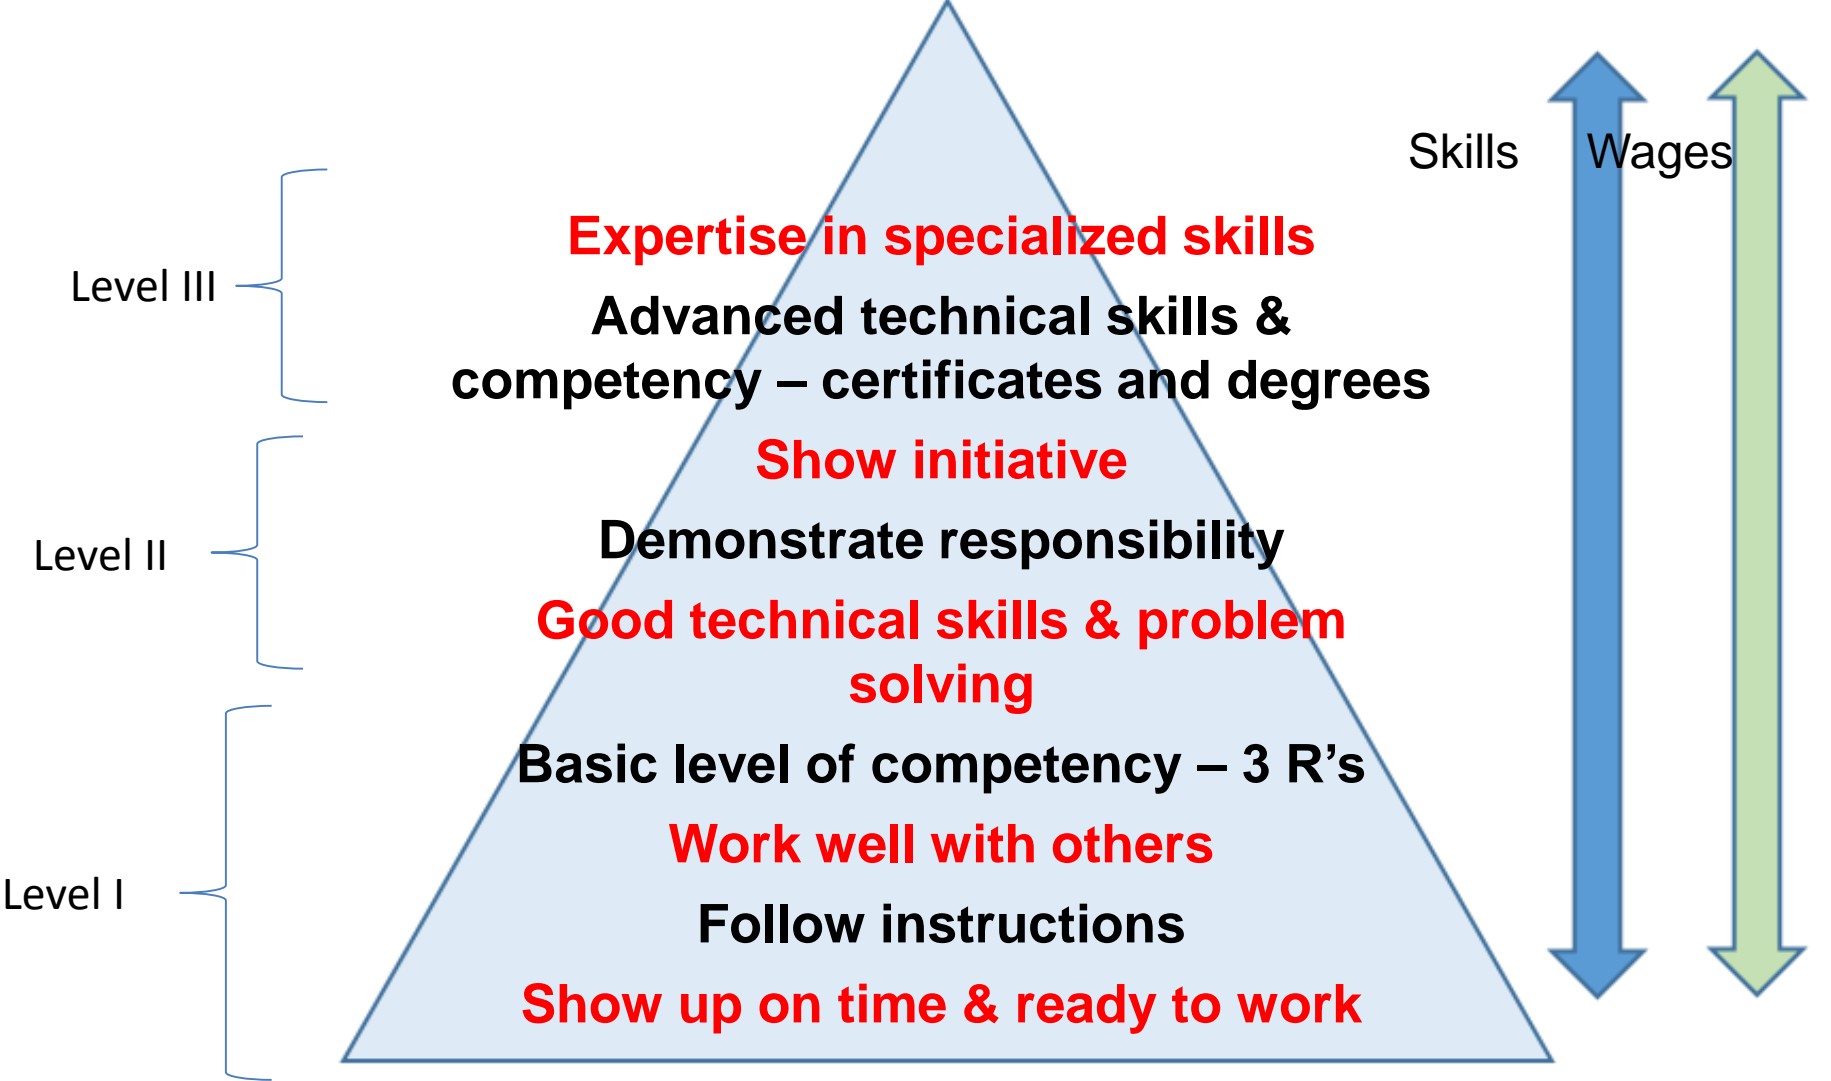 Skills
Wages
Expertise in specialized skills
Level III
Advanced technical skills &
competency – certificates and degrees
Show initiative
Level II
Demonstrate responsibility
Good technical skills & problem
solving
Basic level of competency – 3 R’s
Work well with others
Level I
Follow instructions
Show up on time & ready to work